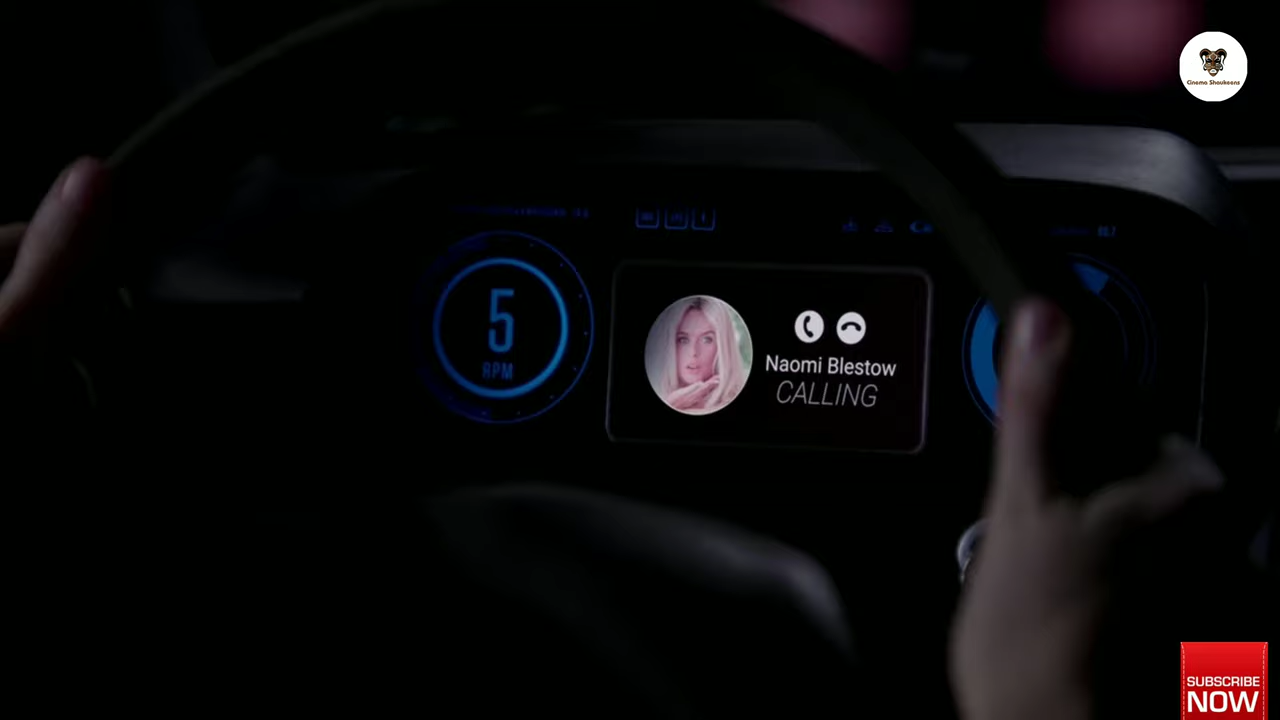 Cinema Shaukeens
5
RPM
Naomi Blestow
CALLING
SUBSCRIBE
NOW